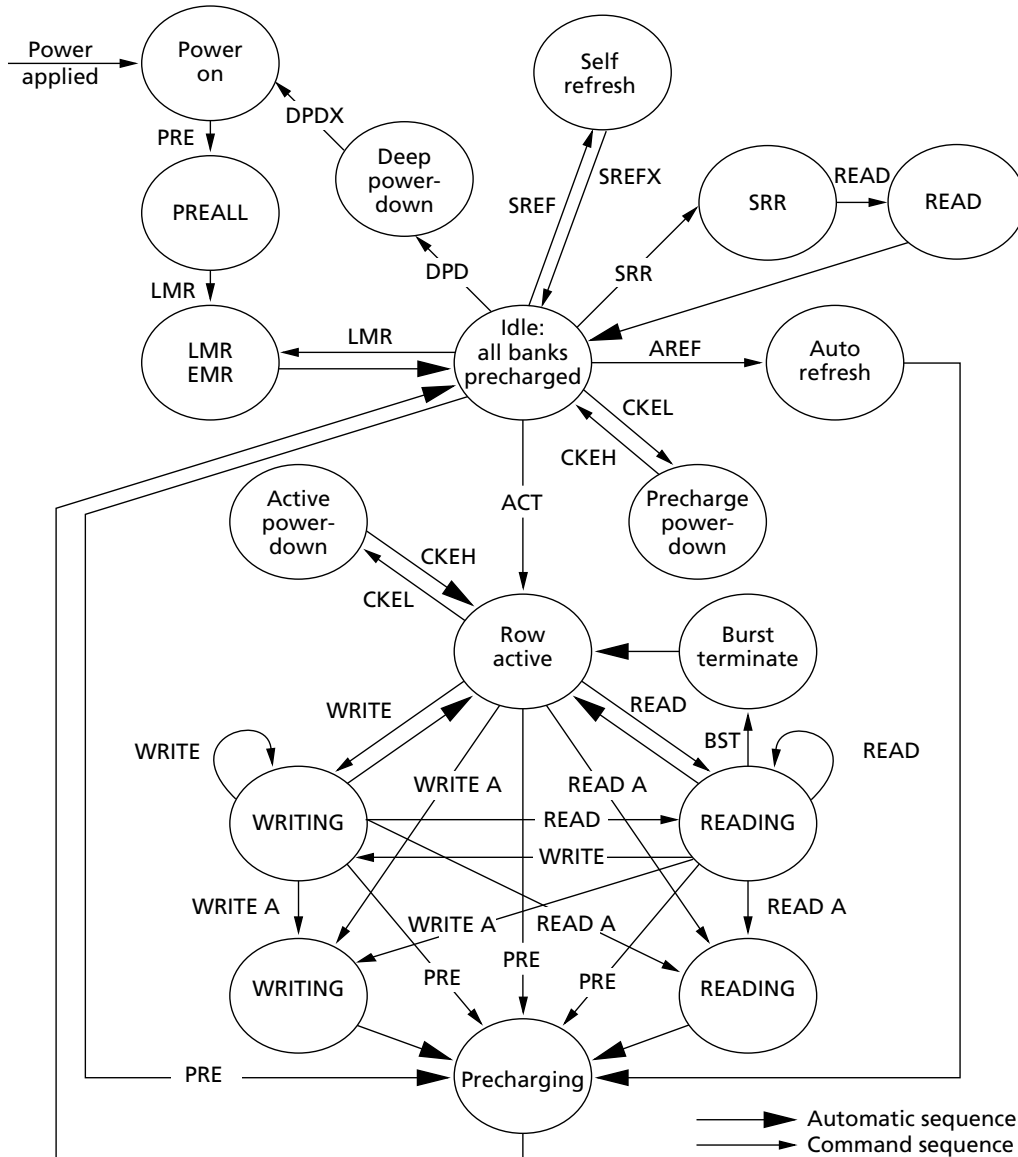 Power
applied
Power
on
Self
refresh
DPDX
PRE
Deep
power-
down
READ
SREFX
SREF
SRR
READ
PREALL
DPD
SRR
LMR
LMR
EMR
LMR
Idle:
all banks
precharged
AREF
Auto
refresh
CKEL
CKEH
Active
power-
down
ACT
Precharge
power-
down
CKEH
CKEL
Row
active
Burst
terminate
WRITE
READ
WRITE
BST
READ
WRITE A
READ A
WRITING
READ
READING
WRITE
WRITE A
WRITE A
READ A
READ A
PRE
PRE
PRE
WRITING
READING
PRE
Precharging
Automatic sequence
Command sequence